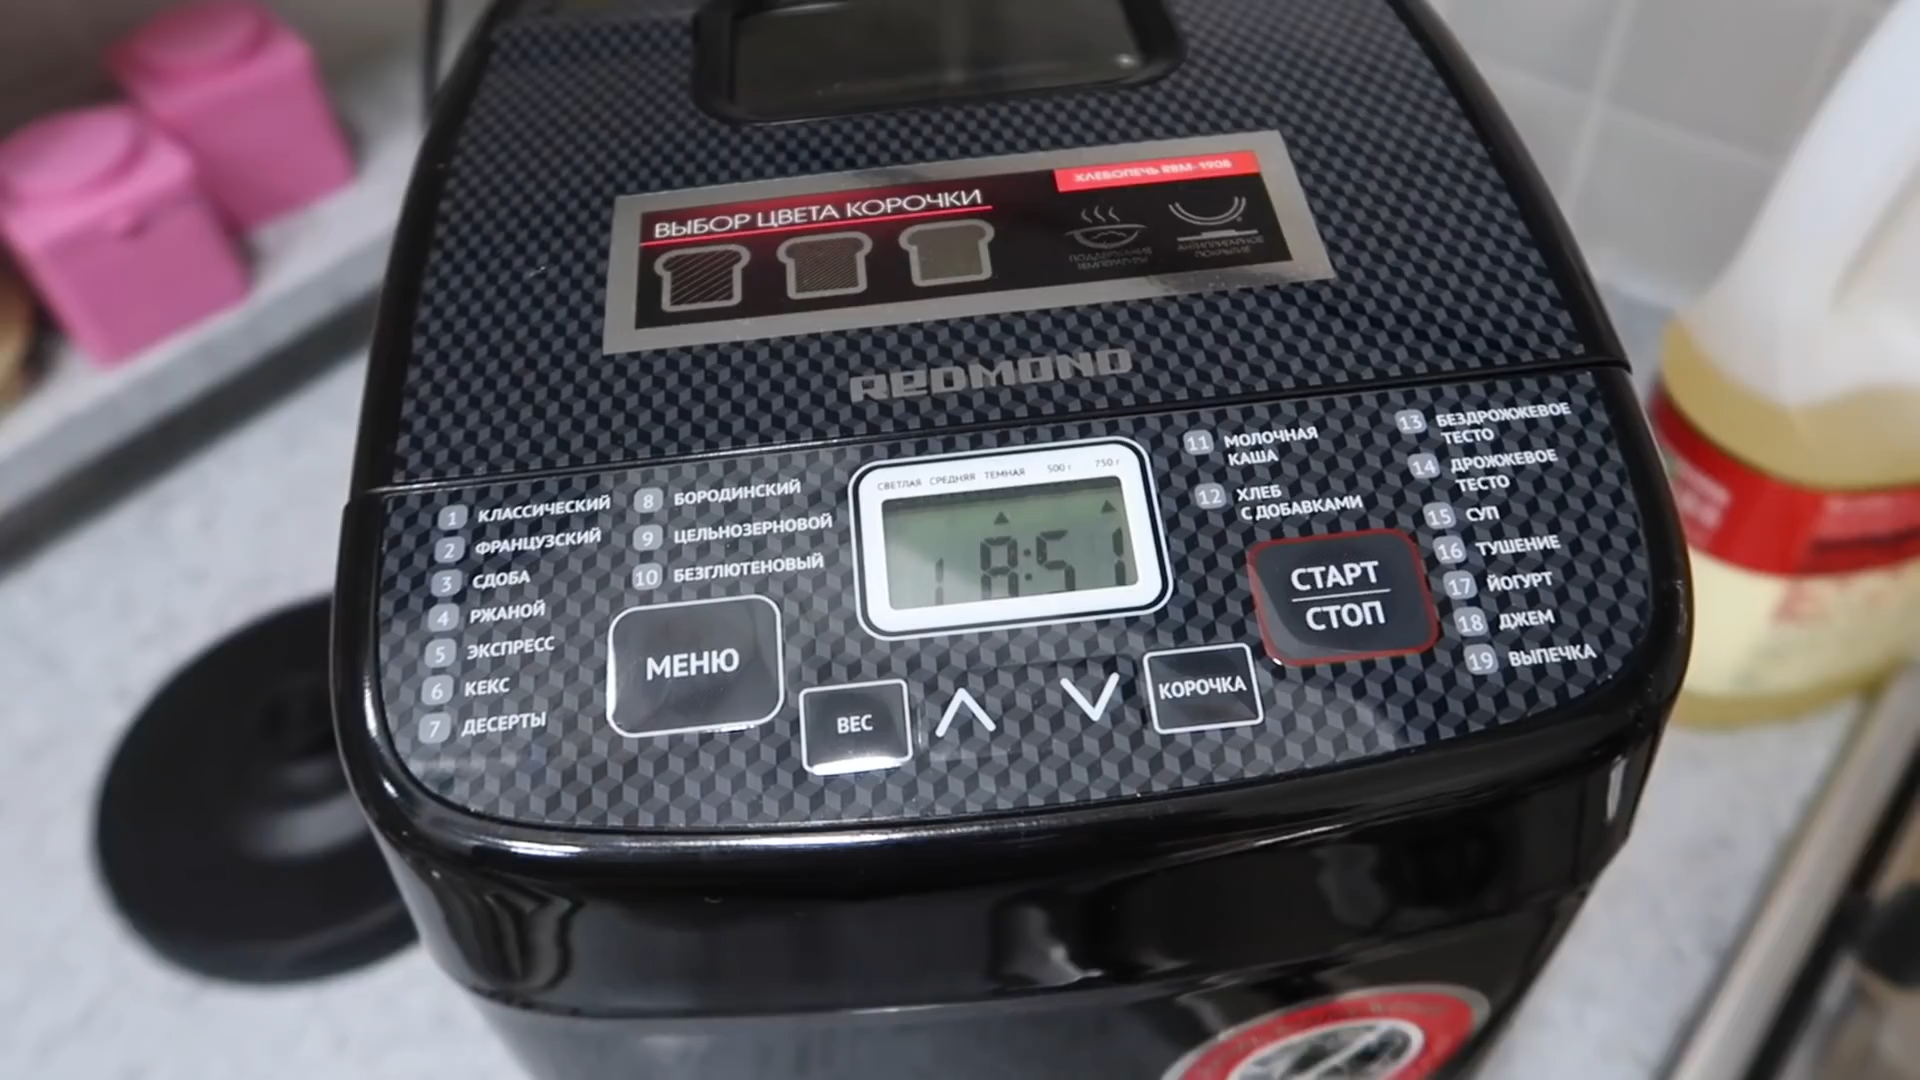 ХЛЕБОПЕЧЬ RBM-1908
ВЫБОР ЦВЕТА КОРОЧКИ
АНТИПРИГАРНОЕ
ПОКРЫТИЕ
REDMOND
СВЕТЛАЯ СРЕДНЯЯ ТЕМНАЯ 500 г 750 г
1 8:51
1 КЛАССИЧЕСКИЙ
2 ФРАНЦУЗСКИЙ
3 СДОБА
4 РЖАНОЙ
5 ЭКСПРЕСС
6 КЕКС
7 ДЕСЕРТЫ
8 БОРОДИНСКИЙ
9 ЦЕЛЬНОЗЕРНОВОЙ
10 БЕЗГЛЮТЕНОВЫЙ
11 МОЛОЧНАЯ
КАША
12 ХЛЕБ
С ДОБАВКАМИ
13 БЕЗДРОЖЖЕВОЕ
ТЕСТО
14 ДРОЖЖЕВОЕ
ТЕСТО
15 СУП
16 ТУШЕНИЕ
17 ЙОГУРТ
18 ДЖЕМ
19 ВЫПЕЧКА
МЕНЮ
ВЕС
КОРОЧКА
СТАРТ
СТОП